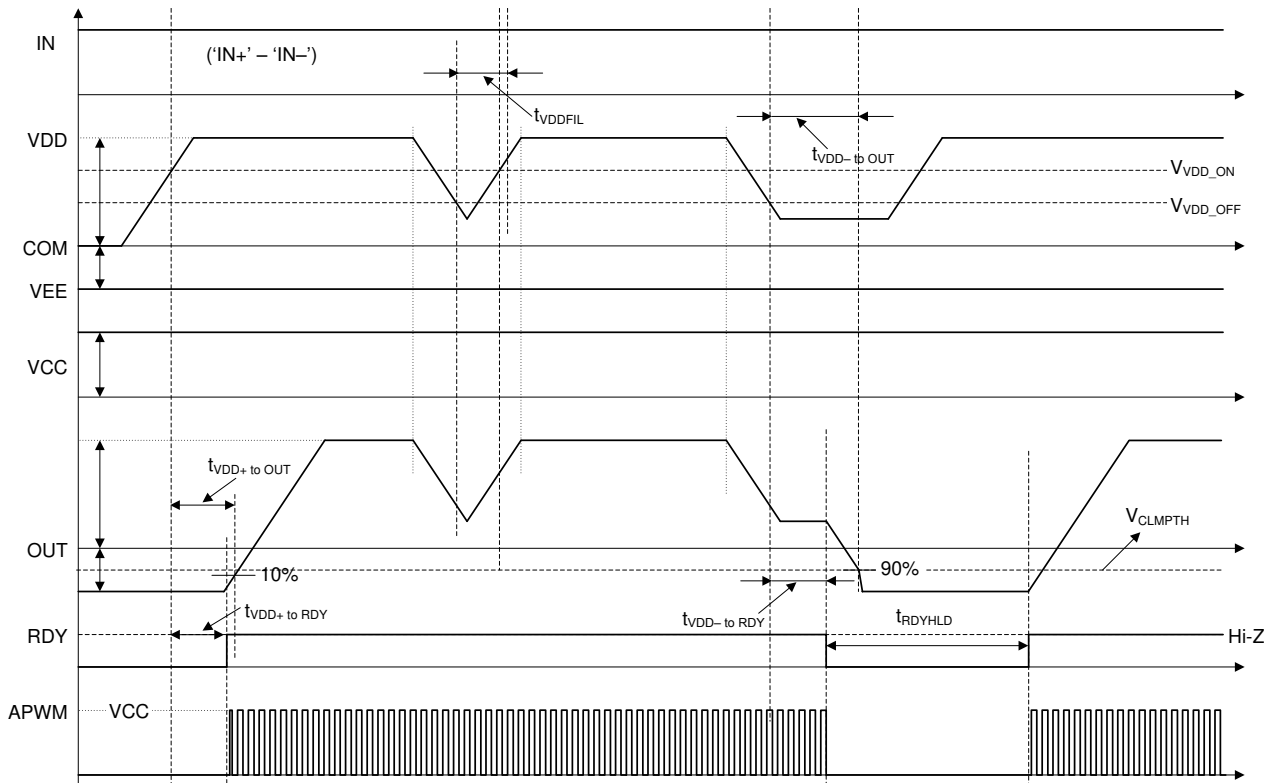 IN
('IN+' – 'IN–')
tVDDFIL
VDD
tVDD– to OUT
VVDD_ON
VVDD_OFF
COM
VEE
VCC
tVDD+ to OUT
VCLMPTH
OUT
10%
90%
tVDD+ to RDY
tVDD– to RDY
tRDYHLD
RDY
Hi-Z
APWM
VCC